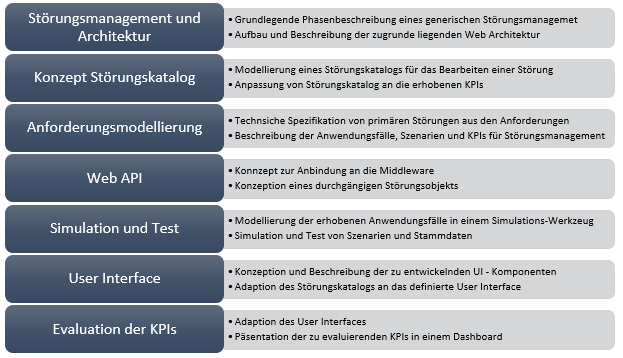 Störungsmanagement und
Architektur
• Grundlegende Phasenbeschreibung eines generischen Störungsmanagemet
• Aufbau und Beschreibung der zugrunde liegenden Web Architektur
Konzept Störungskatalog
• Modellierung eines Störungskatalogs für das Bearbeiten einer Störung
• Anpassung von Störungskatalog an die erhobenen KPIs
Anforderungsmodellierung
• Technsiche Spezifikation von primären Störungen aus den Anforderungen
• Beschreibung der Anwendungsfälle, Szenarien und KPIs für Störungsmanagement
Web API
• Konnzept zur Anbindung an die Middleware
• Konzeption eines durchgängigen Störungsobjekts
Simulation und Test
• Modellierung der erhobenen Anwendungsfälle in einem Simulations-Werkzeug
• Simulation und Test von Szenarien und Stammdaten
User Interface
• Konzeption und Beschreibung der zu entwickelnden UI - Komponenten
• Adaption des Störungskatalogs an das definierte User Interface
Evaluation der KPIs
• Adaption des User Interfaces
• Päsentation der zu evaluierenden KPIs in einem Dashboard